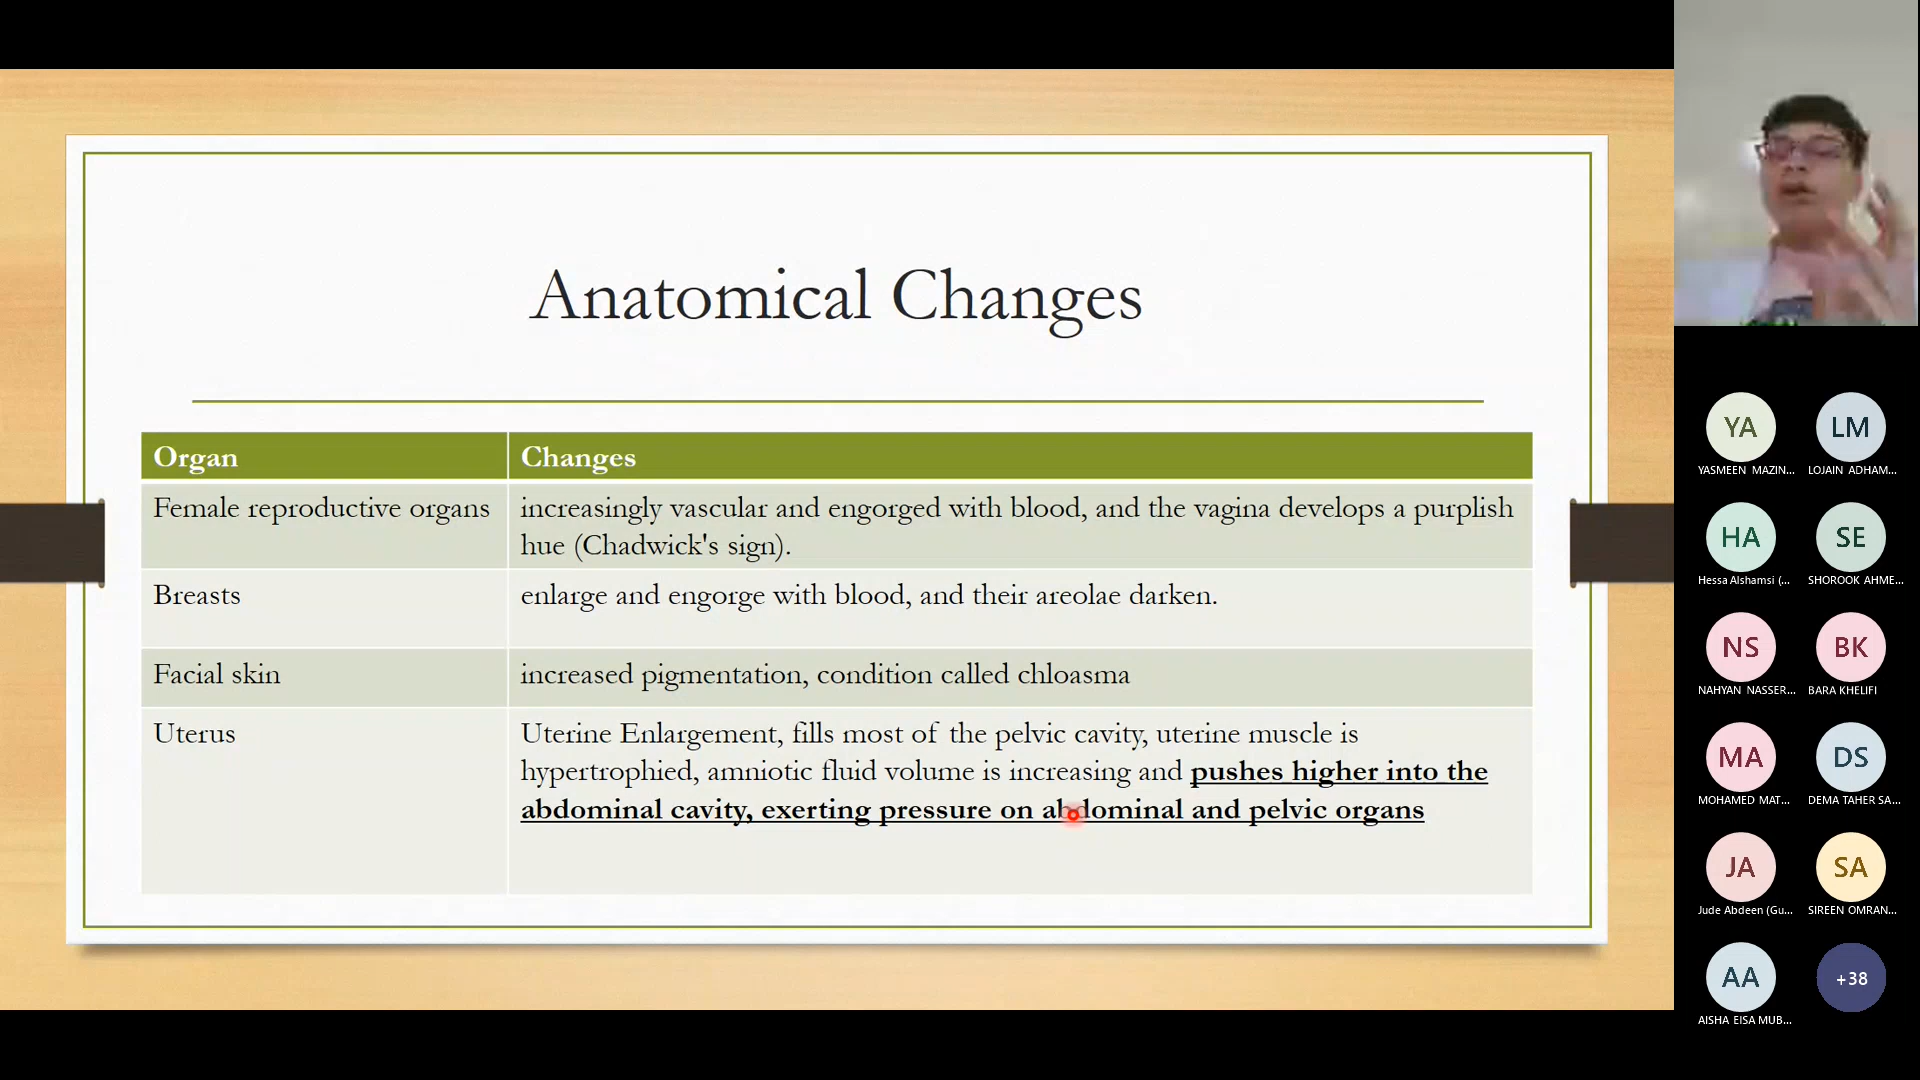 Anatomical Changes
Organ
Changes
Female reproductive organs
increasingly vascular and engorged with blood, and the vagina develops a purplish
hue (Chadwick's sign).
Breasts
enlarge and engorge with blood, and their areolae darken.
Facial skin
increased pigmentation, condition called chloasma
Uterus
Uterine Enlargement, fills most of the pelvic cavity, uterine muscle is
hypertrophied, amniotic fluid volume is increasing and pushes higher into the
abdominal cavity, exerting pressure on abdominal and pelvic organs
YA
LM
YASMEEN MAZIN...
LOJAIN ADHAM...
HA
SE
Hessa Alshamsi (...
SHOROOK AHME...
NS
BK
NAHYAN NASSER...
BARA KHELIFI
MA
DS
MOHAMED MAT...
DEMA TAHER SA...
JA
SA
Jude Abdeen (Gu...
SIREEN OMRAN...
AA
+38
AISHA EISA MUB...